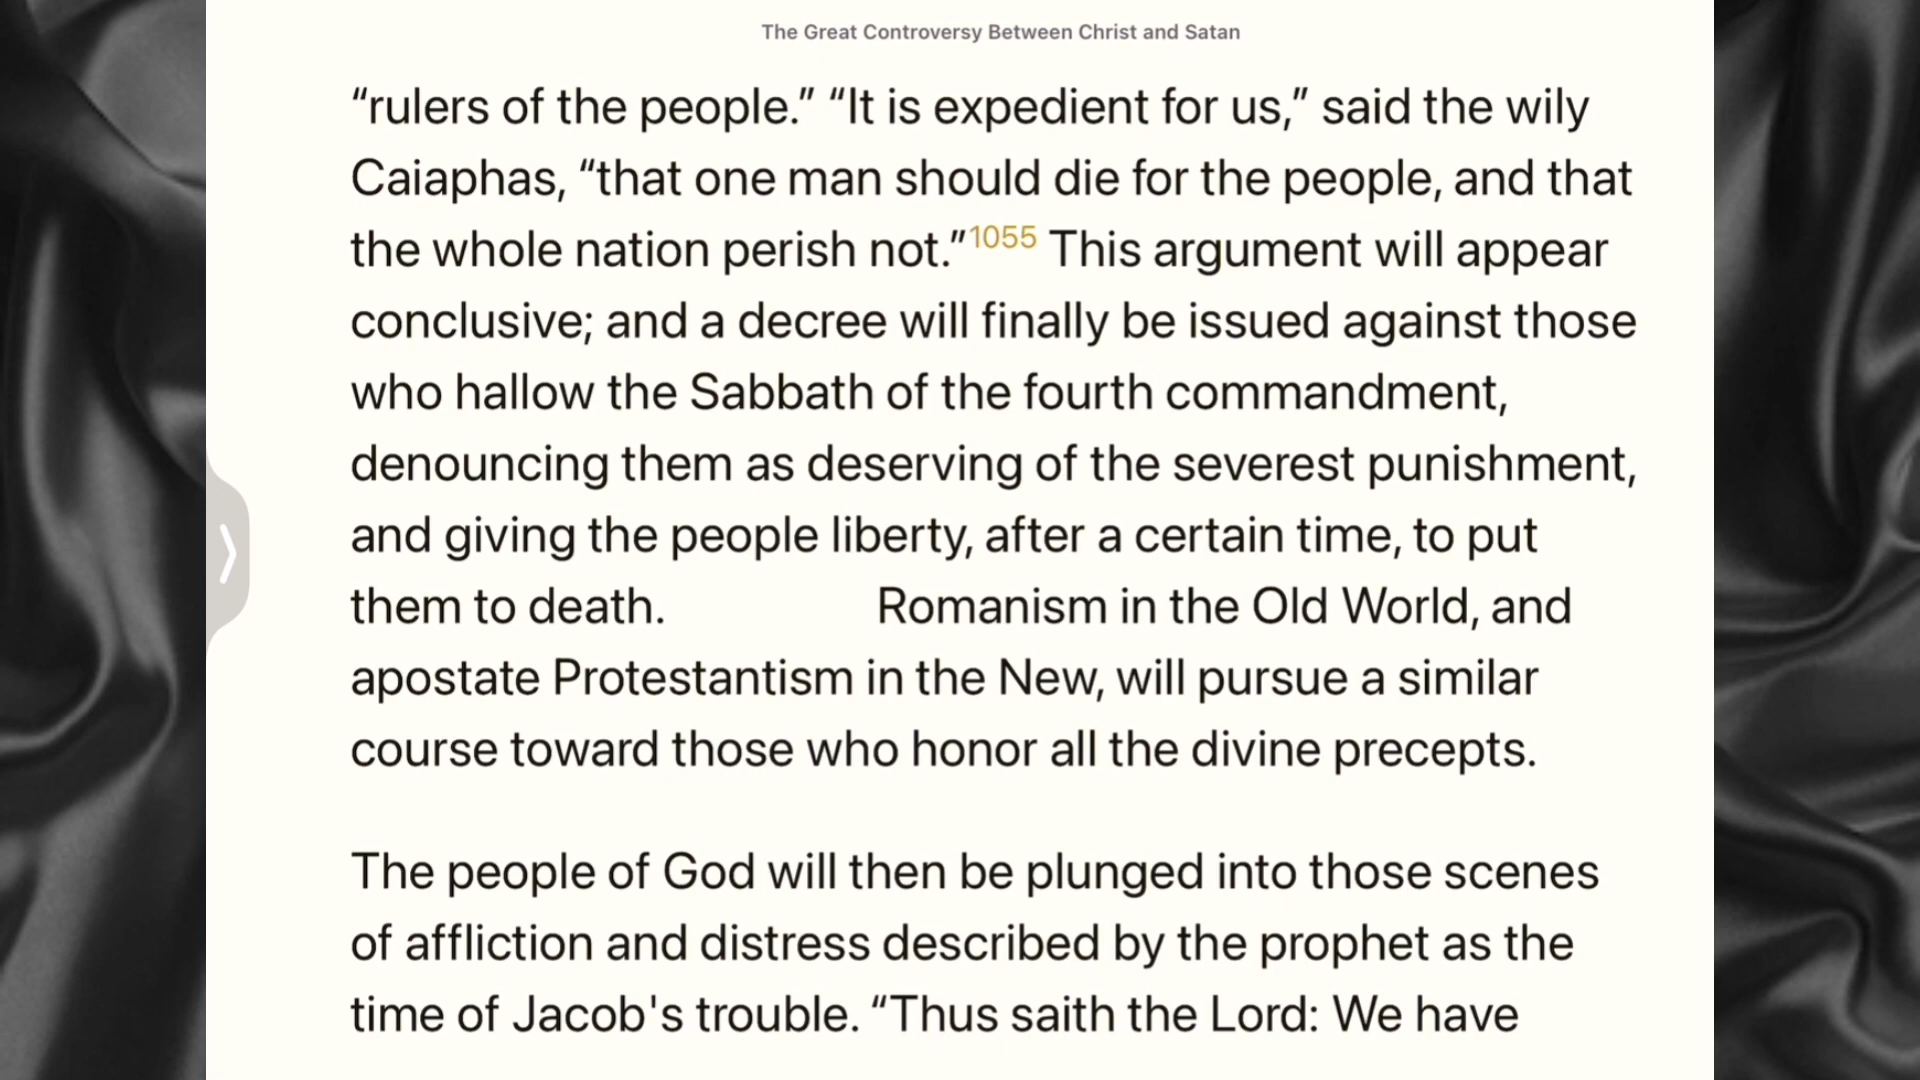 The Great Controversy Between Christ and Satan
“rulers of the people.” “It is expedient for us,” said the wily
Caiaphas, “that one man should die for the people, and that
the whole nation perish not.”1055 This argument will appear
conclusive; and a decree will finally be issued against those
who hallow the Sabbath of the fourth commandment,
denouncing them as deserving of the severest punishment,
and giving the people liberty, after a certain time, to put
them to death. Romanism in the Old World, and
apostate Protestantism in the New, will pursue a similar
course toward those who honor all the divine precepts.
The people of God will then be plunged into those scenes
of affliction and distress described by the prophet as the
time of Jacob's trouble. “Thus saith the Lord: We have